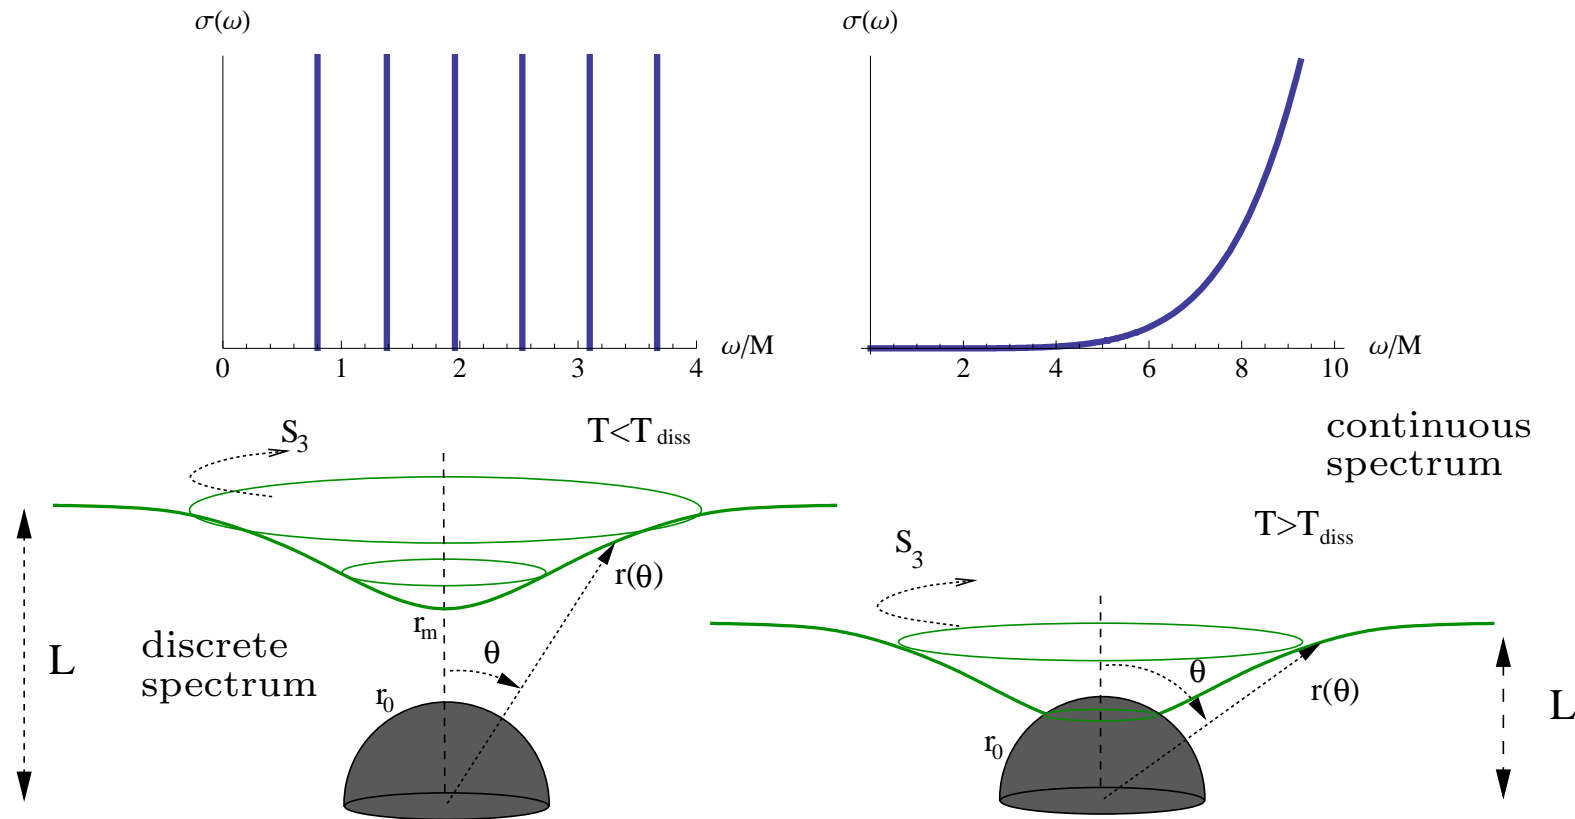 σ(ω)
0 1 2 3 4
ω/M
σ(ω)
2 4 6 8 10
ω/M
S₃
T<T diss
L
discrete
spectrum
rₘ
θ
r(θ)
r₀
continuous
spectrum
T>T diss
S₃
θ
r(θ)
r₀
L